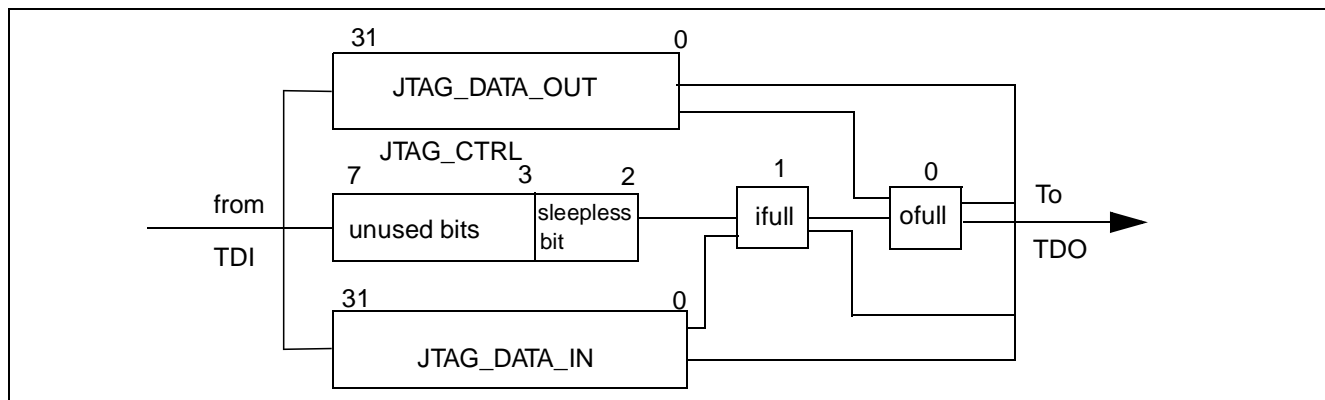 31 0
JTAG_DATA_OUT
JTAG_CTRL
7 3 2 1 0
from
TDI
unused bits
sleepless
bit
ifull
ofull
To
TDO
31 0
JTAG_DATA_IN